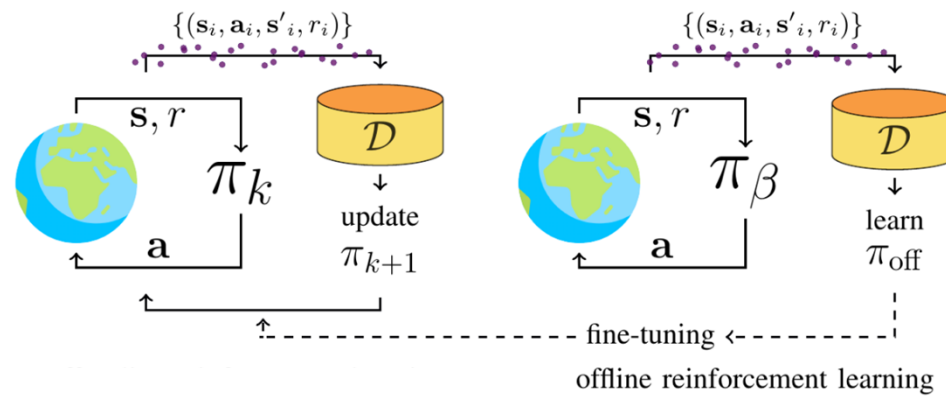 {(s_i, a_i, s'_i, r_i)}
s, r
D
π_k
update
a
π_{k+1}
{(s_i, a_i, s'_i, r_i)}
s, r
D
π_β
learn
a
π_off
fine-tuning
offline reinforcement learning